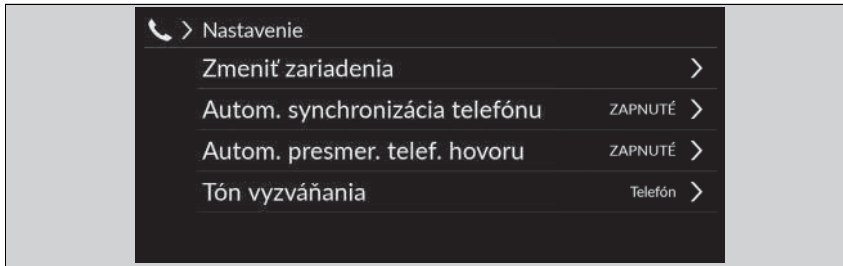 Nastavenie
Zmeniť zariadenia
Autom. synchronizácia telefónu ZAPNUTÉ
Autom. presmer. telef. hovoru ZAPNUTÉ
Tón vyzváňania Telefón